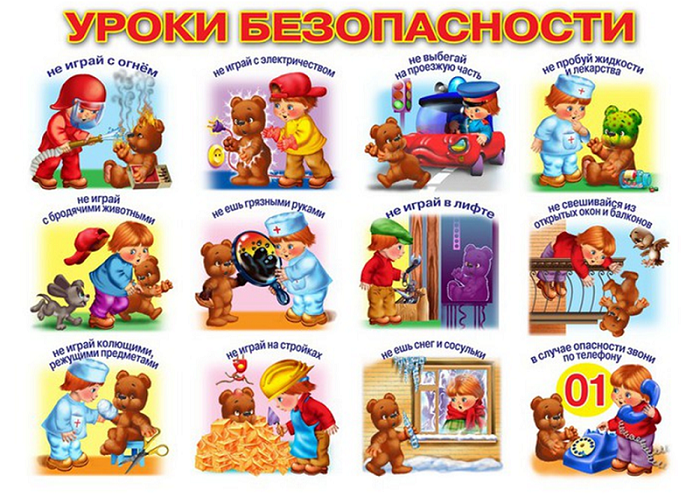 УРОКИ БЕЗОПАСНОСТИ
не играй с огнём
не играй с электричеством
не выбегай
на проезжую часть
не пробуй жидкости
и лекарства
не играй
с бродячими животными
не ешь грязными руками
не играй в лифте
не свешивайся из
открытых окон и балконов
не играй колющими,
режущими предметами
не играй на стройках
не ешь снег и сосульки
в случае опасности звони
по телефону
01